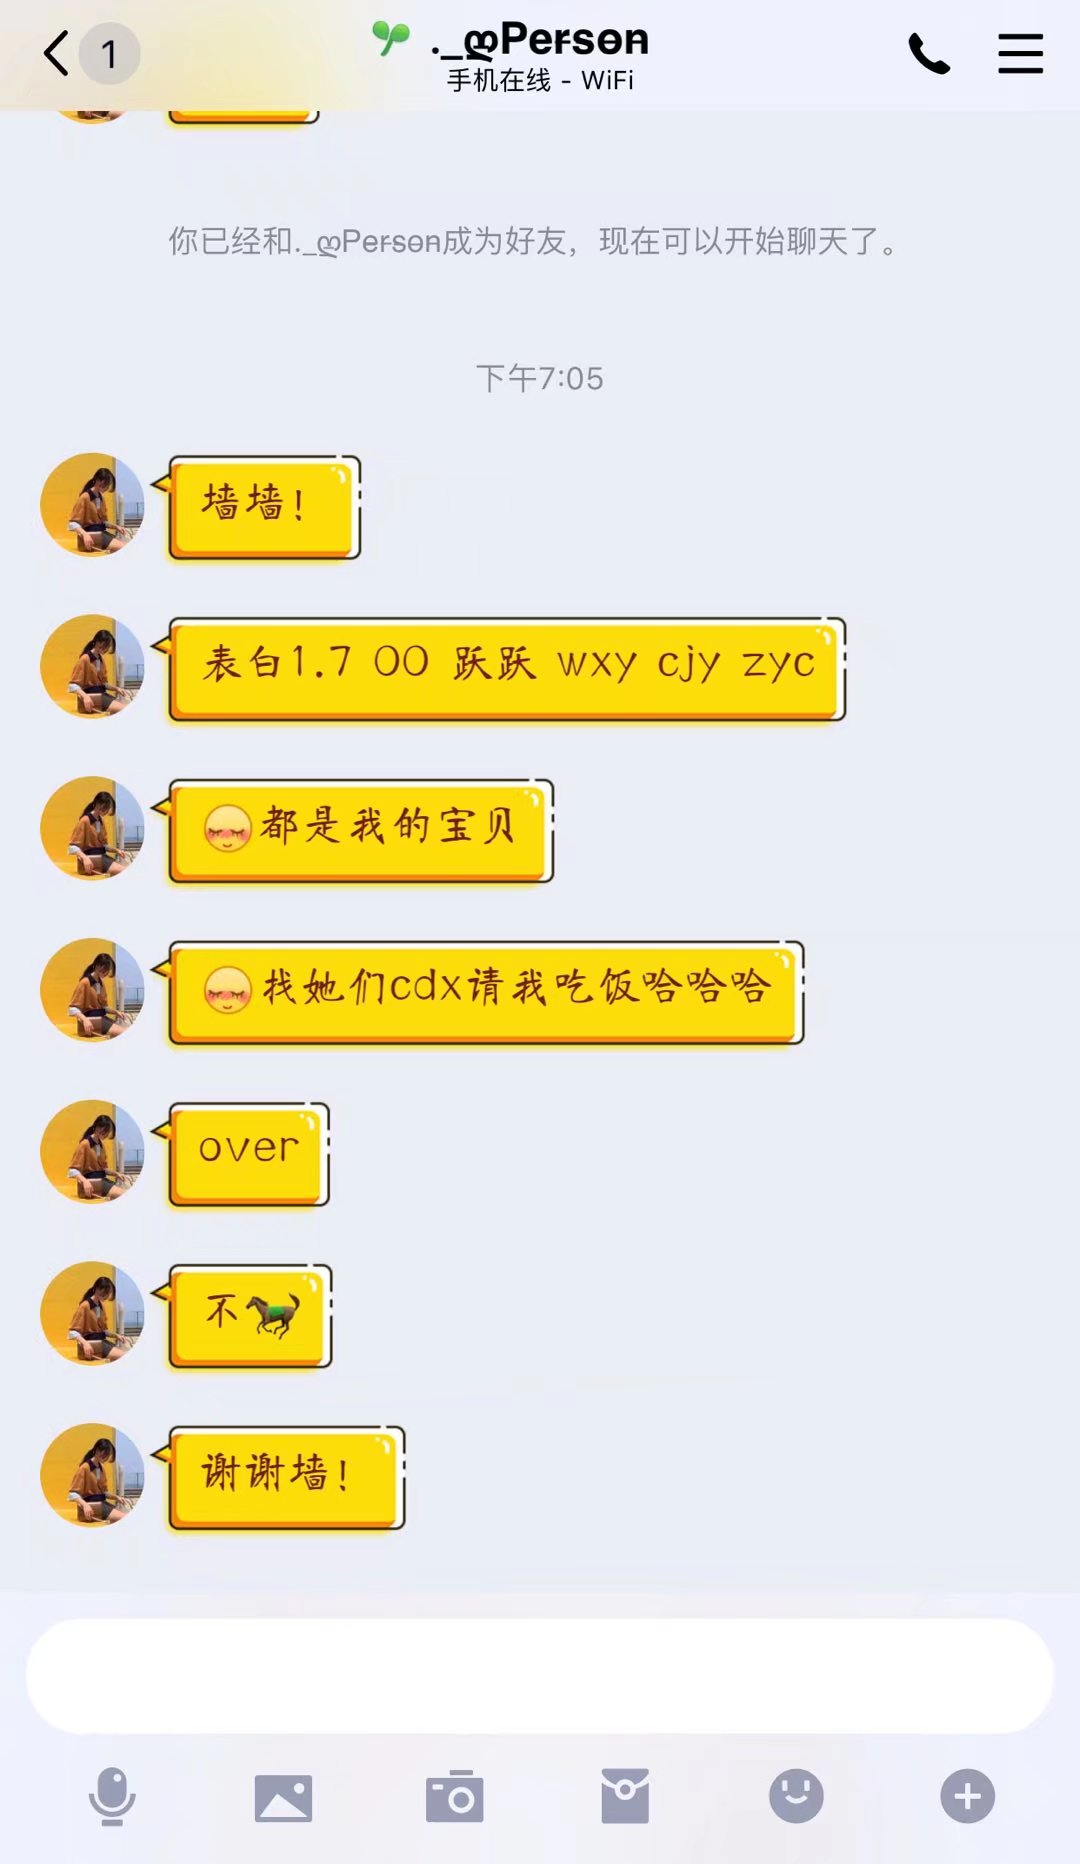 1
._ღPersɵn
手机在线 - WiFi
你已经和._ღPersɵn成为好友，现在可以开始聊天了。
下午7:05
墙墙！
表白1.7 OO 跃跃 wxy cjy zyc
都是我的宝贝
找她们cdx请我吃饭哈哈哈
over
不
谢谢墙！